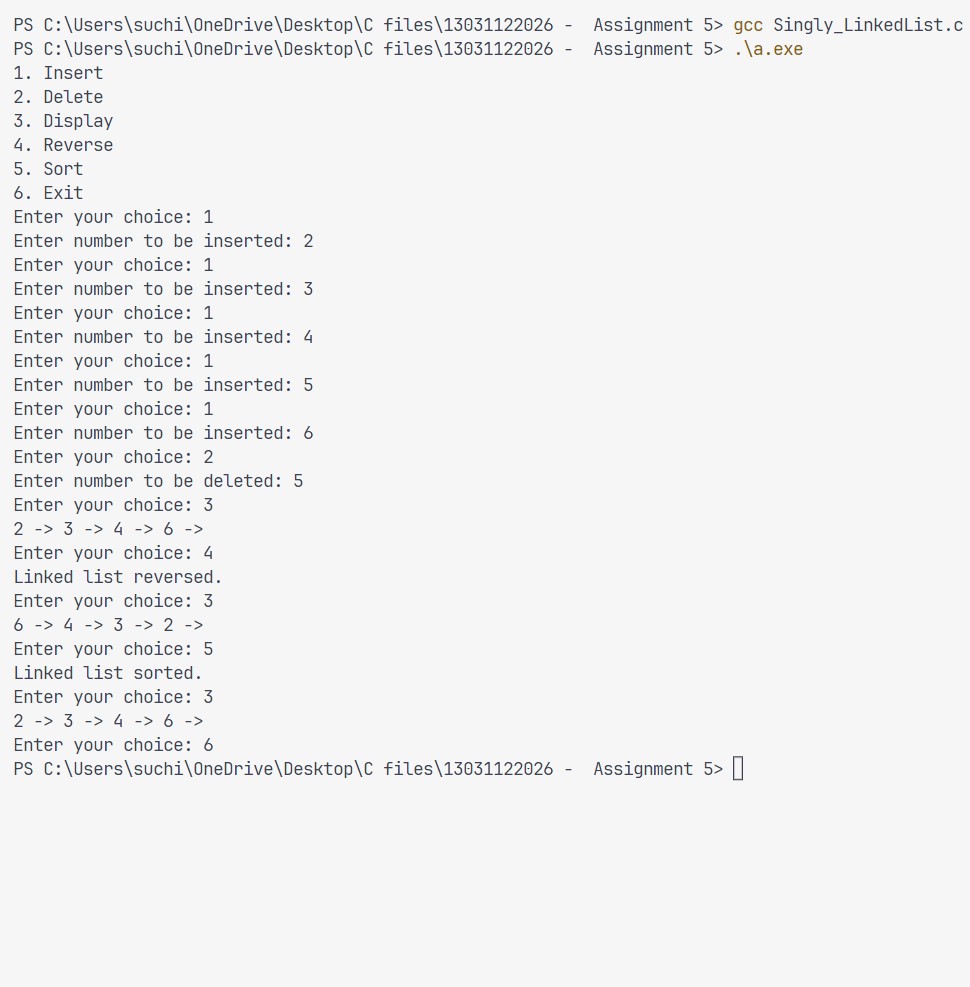 PS C:\Users\suchi\OneDrive\Desktop\C files\13031122026 -  Assignment 5> gcc Singly_LinkedList.c
PS C:\Users\suchi\OneDrive\Desktop\C files\13031122026 -  Assignment 5> .\a.exe
1. Insert
2. Delete
3. Display
4. Reverse
5. Sort
6. Exit
Enter your choice: 1
Enter number to be inserted: 2
Enter your choice: 1
Enter number to be inserted: 3
Enter your choice: 1
Enter number to be inserted: 4
Enter your choice: 1
Enter number to be inserted: 5
Enter your choice: 1
Enter number to be inserted: 6
Enter your choice: 2
Enter number to be deleted: 5
Enter your choice: 3
2 -> 3 -> 4 -> 6 ->
Enter your choice: 4
Linked list reversed.
Enter your choice: 3
6 -> 4 -> 3 -> 2 ->
Enter your choice: 5
Linked list sorted.
Enter your choice: 3
2 -> 3 -> 4 -> 6 ->
Enter your choice: 6
PS C:\Users\suchi\OneDrive\Desktop\C files\13031122026 -  Assignment 5>